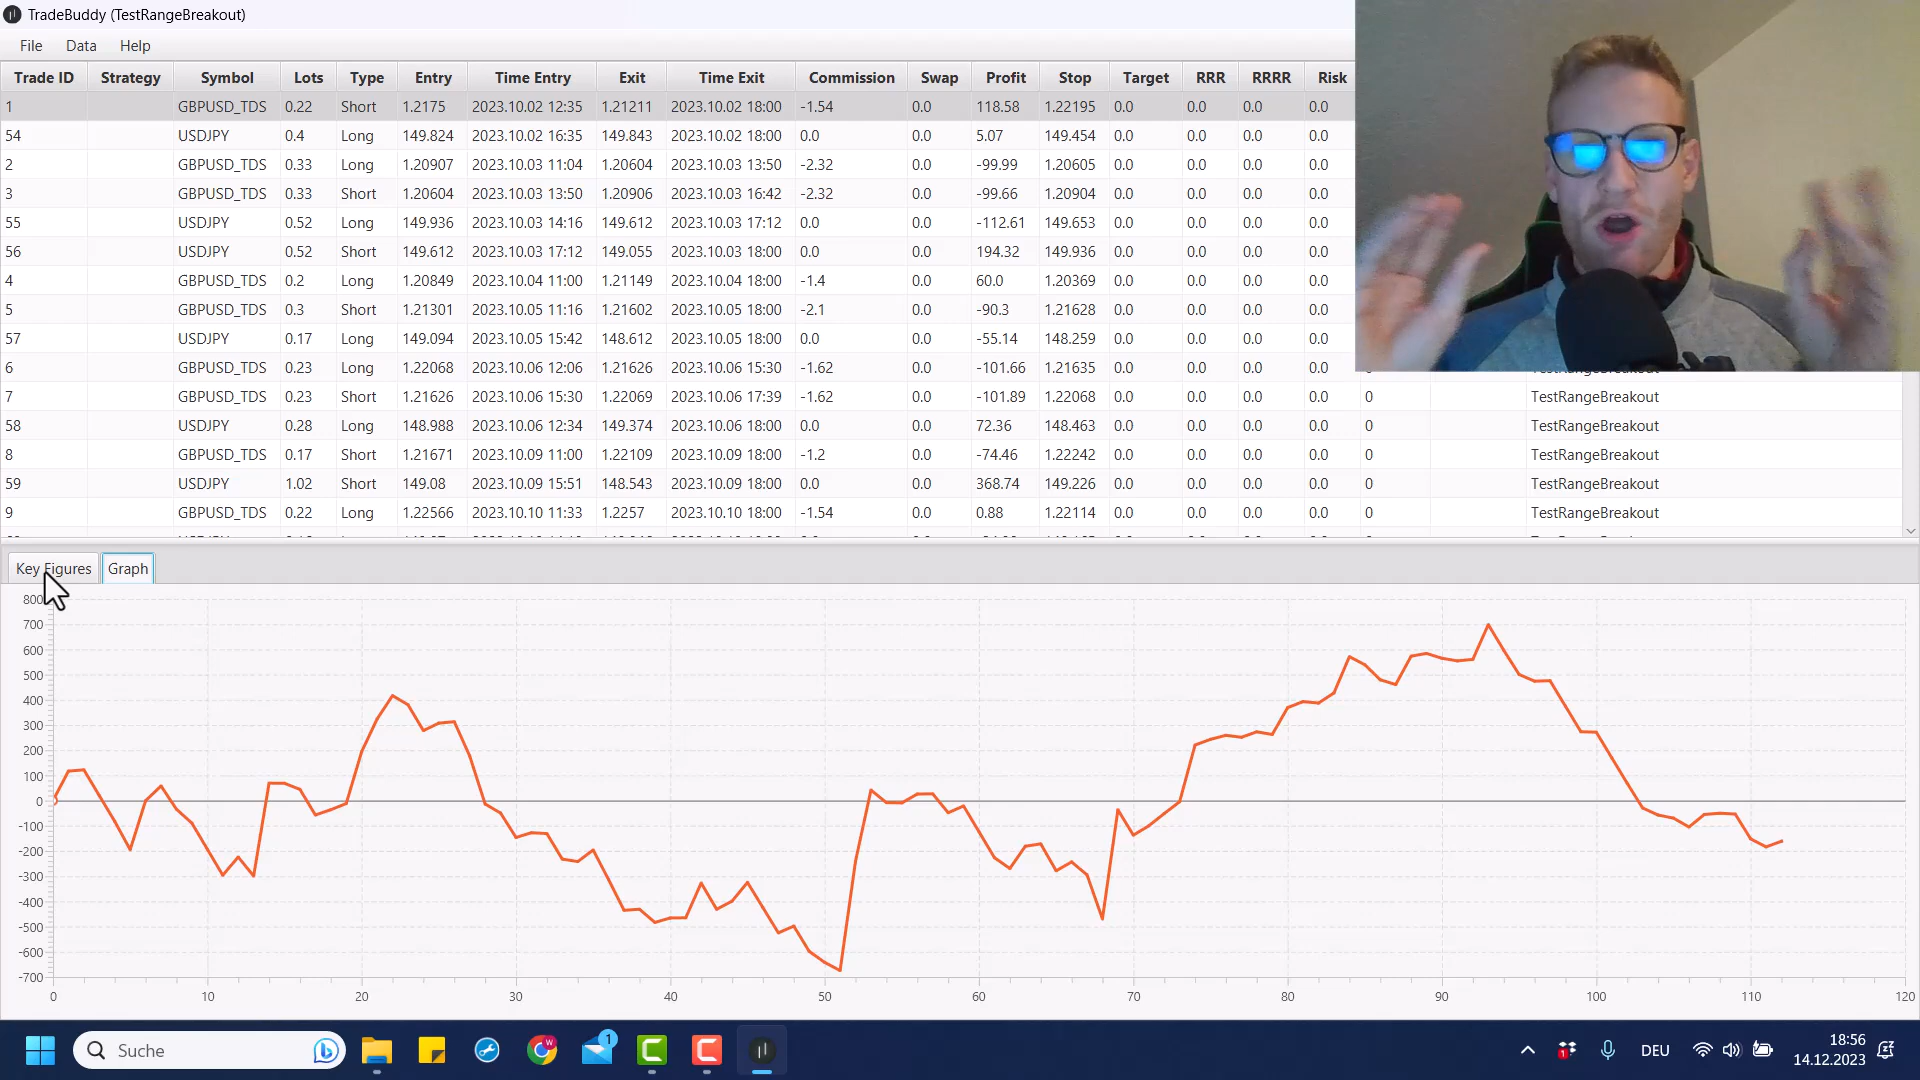 TradeBuddy (TestRangeBreakout)
File Data Help
Trade ID Strategy Symbol Lots Type Entry Time Entry Exit Time Exit Commission Swap Profit Stop Target RRR RRRR Risk
1 GBPUSD_TDS 0.22 Short 1.2175 2023.10.02 12:35 1.21211 2023.10.02 18:00 -1.54 0.0 118.58 1.22195 0.0 0.0 0.0 0.0
54 USDJPY 0.4 Long 149.824 2023.10.02 16:35 149.843 2023.10.02 18:00 0.0 0.0 5.07 149.454 0.0 0.0 0.0 0.0
2 GBPUSD_TDS 0.33 Long 1.20907 2023.10.03 11:04 1.20604 2023.10.03 13:50 -2.32 0.0 -99.99 1.20605 0.0 0.0 0.0 0.0
3 GBPUSD_TDS 0.33 Short 1.20604 2023.10.03 13:50 1.20906 2023.10.03 16:42 -2.32 0.0 -99.66 1.20904 0.0 0.0 0.0 0.0
55 USDJPY 0.52 Long 149.936 2023.10.03 14:16 149.612 2023.10.03 17:12 0.0 0.0 -112.61 149.653 0.0 0.0 0.0 0.0
56 USDJPY 0.52 Short 149.612 2023.10.03 17:12 149.055 2023.10.03 18:00 0.0 0.0 194.32 149.936 0.0 0.0 0.0 0.0
4 GBPUSD_TDS 0.2 Long 1.20849 2023.10.04 11:00 1.21149 2023.10.04 18:00 -1.4 0.0 60.0 1.20369 0.0 0.0 0.0 0.0
5 GBPUSD_TDS 0.3 Short 1.21301 2023.10.05 11:16 1.21602 2023.10.05 18:00 -2.1 0.0 -90.3 1.21628 0.0 0.0 0.0 0.0
57 USDJPY 0.17 Long 149.094 2023.10.05 15:42 148.612 2023.10.05 18:00 0.0 0.0 -55.14 148.259 0.0 0.0 0.0 0.0
6 GBPUSD_TDS 0.23 Long 1.22068 2023.10.06 12:06 1.21626 2023.10.06 15:30 -1.62 0.0 -101.66 1.21635 0.0 0.0 0.0 0.0 0 TestRangeBreakout
7 GBPUSD_TDS 0.23 Short 1.21626 2023.10.06 15:30 1.22069 2023.10.06 17:39 -1.62 0.0 -101.89 1.22068 0.0 0.0 0.0 0.0 0 TestRangeBreakout
58 USDJPY 0.28 Long 148.988 2023.10.06 12:34 149.374 2023.10.06 18:00 0.0 0.0 72.36 148.463 0.0 0.0 0.0 0.0 0 TestRangeBreakout
8 GBPUSD_TDS 0.17 Short 1.21671 2023.10.09 11:00 1.22109 2023.10.09 18:00 -1.2 0.0 -74.46 1.22242 0.0 0.0 0.0 0.0 0 TestRangeBreakout
59 USDJPY 1.02 Short 149.08 2023.10.09 15:51 148.543 2023.10.09 18:00 0.0 0.0 368.74 149.226 0.0 0.0 0.0 0.0 0 TestRangeBreakout
9 GBPUSD_TDS 0.22 Long 1.22566 2023.10.10 11:33 1.2257 2023.10.10 18:00 -1.54 0.0 0.88 1.22114 0.0 0.0 0.0 0.0 0 TestRangeBreakout
Key Figures Graph
800
700
600
500
400
300
200
100
0
-100
-200
-300
-400
-500
-600
-700
0 10 20 30 40 50 60 70 80 90 100 110 120
Suche
W
1
1
DEU
18:56
14.12.2023